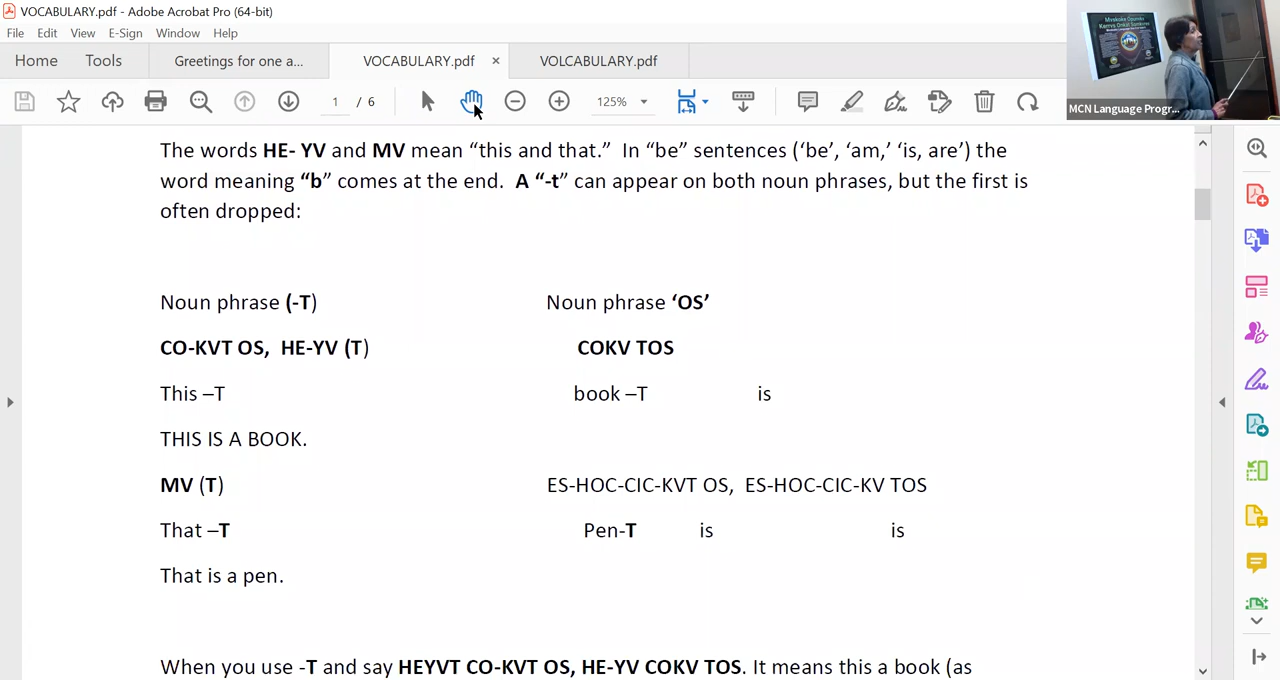 VOCABULARY.pdf - Adobe Acrobat Pro (64-bit)
File Edit View E-Sign Window Help
Home Tools Greetings for one a... VOCABULARY.pdf × VOLCABULARY.pdf
1 / 6 125%
Mvskoke Opanky
MCN Language Progr...
The words HE- YV and MV mean “this and that.” In “be” sentences (‘be’, ‘am,’ ‘is, are’) the
word meaning “b” comes at the end. A “-t” can appear on both noun phrases, but the first is
often dropped:
Noun phrase (-T) Noun phrase ‘OS’
CO-KVT OS, HE-YV (T) COKV TOS
This –T book –T is
THIS IS A BOOK.
MV (T) ES-HOC-CIC-KVT OS, ES-HOC-CIC-KV TOS
That –T Pen-T is is
That is a pen.
When you use -T and say HEYVT CO-KVT OS, HE-YV COKV TOS. It means this a book (as